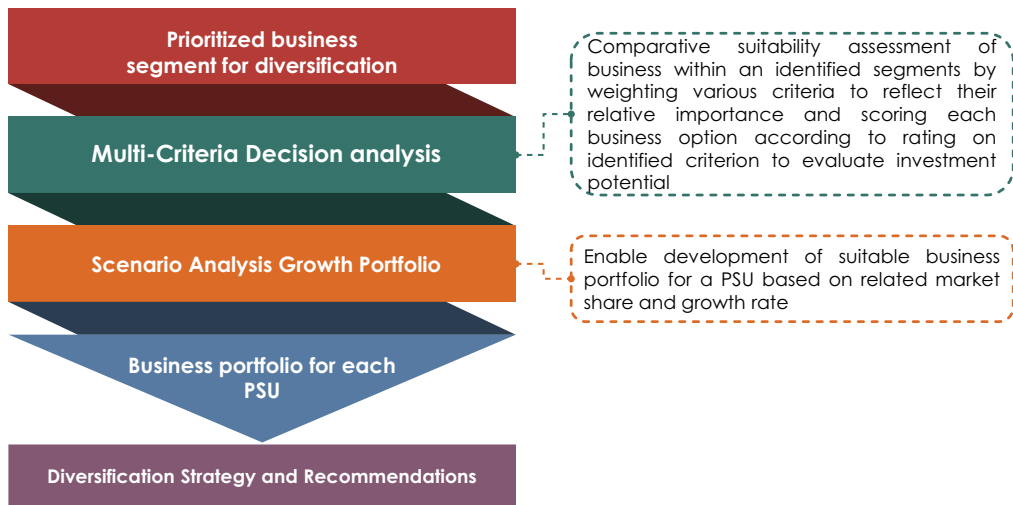 Prioritized business
segment for diversification
Multi-Criteria Decision analysis
Comparative suitability assessment of
business within an identified segments by
weighting various criteria to reflect their
relative importance and scoring each
business option according to rating on
identified criterion to evaluate investment
potential
Scenario Analysis Growth Portfolio
Enable development of suitable business
portfolio for a PSU based on related market
share and growth rate
Business portfolio for each
PSU
Diversification Strategy and Recommendations